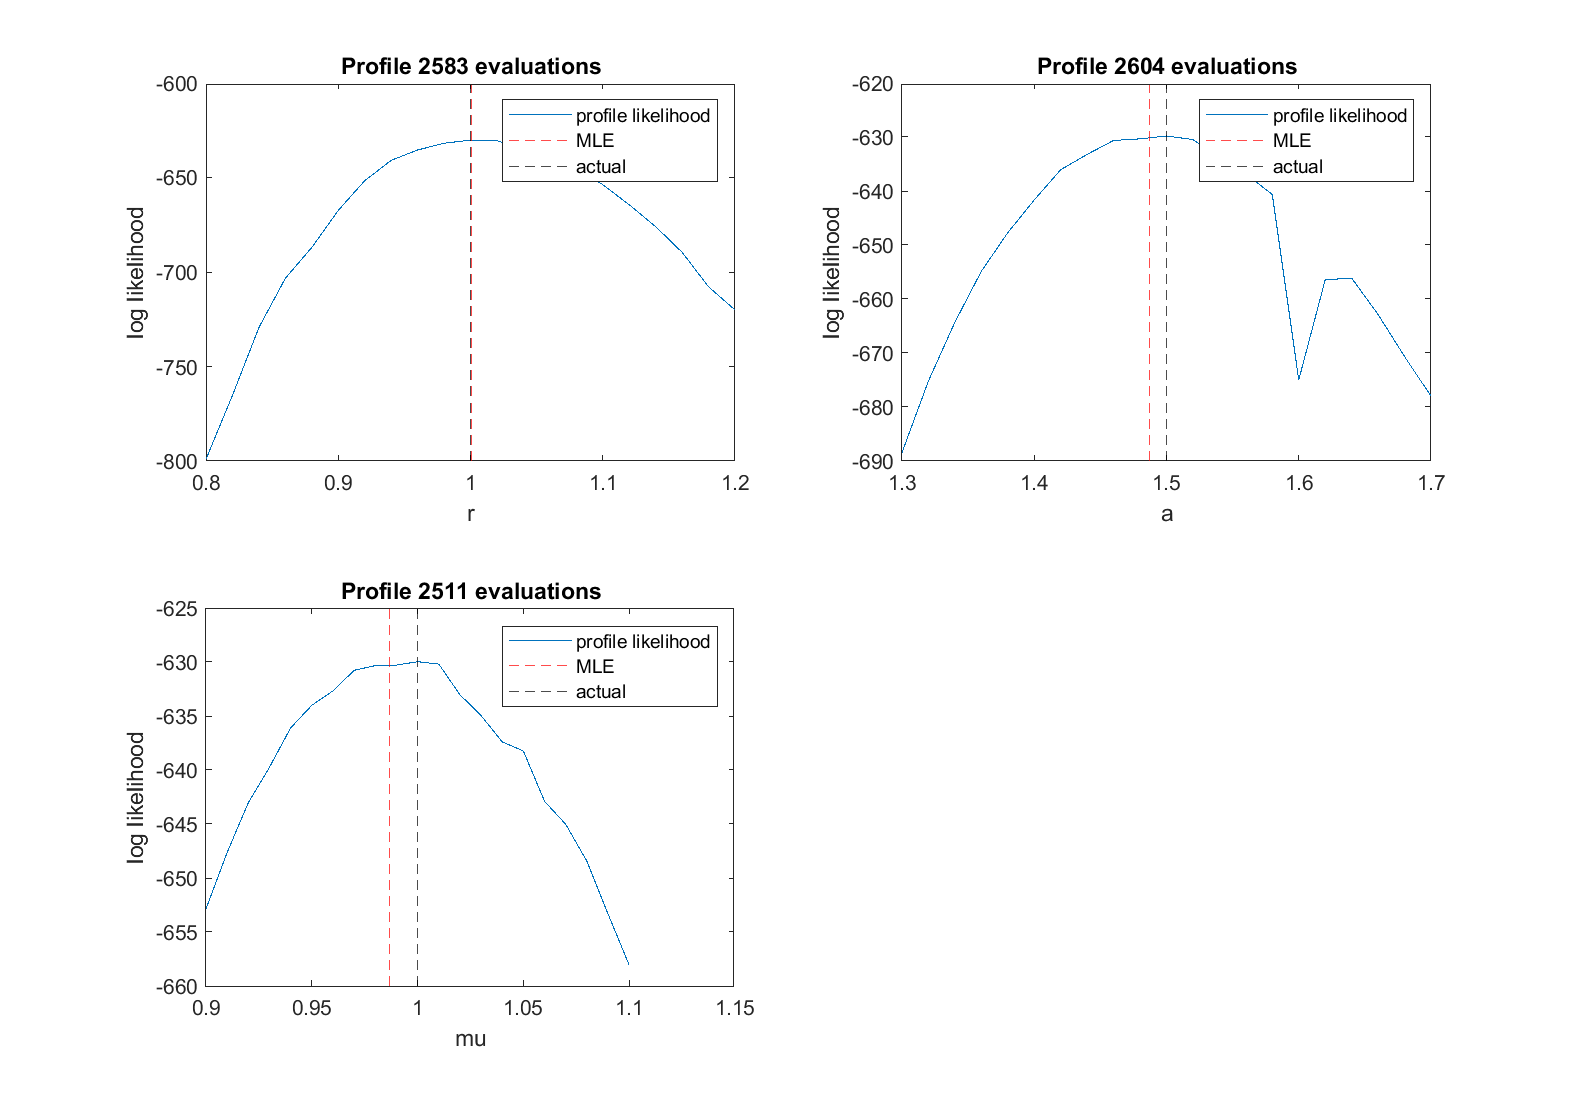 Profile 2583 evaluations
-600
-650
-700
-750
-800
log likelihood
0.8 0.9 1 1.1 1.2
r
profile likelihood
MLE
actual
Profile 2604 evaluations
-620
-630
-640
-650
-660
-670
-680
-690
log likelihood
1.3 1.4 1.5 1.6 1.7
a
profile likelihood
MLE
actual
Profile 2511 evaluations
-625
-630
-635
-640
-645
-650
-655
-660
log likelihood
0.9 0.95 1 1.05 1.1 1.15
mu
profile likelihood
MLE
actual